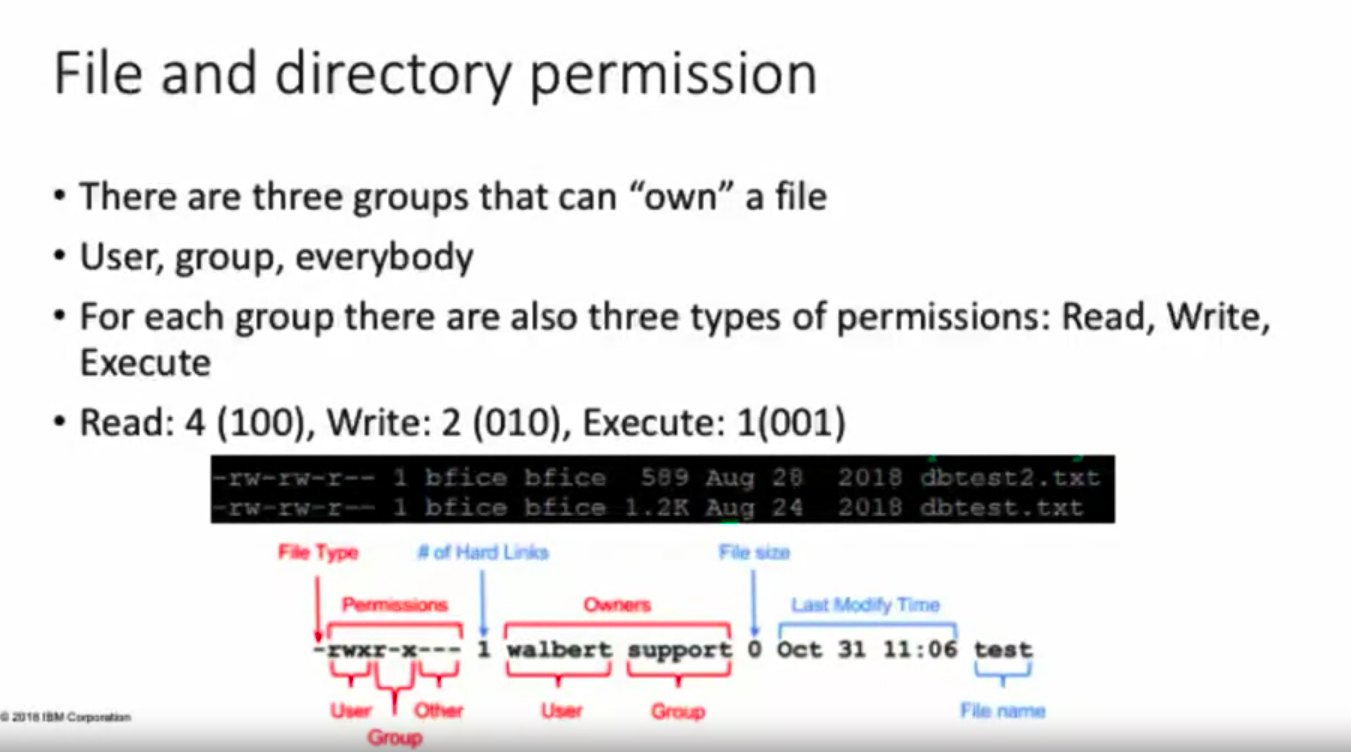 File and directory permission
• There are three groups that can “own” a file
• User, group, everybody
• For each group there are also three types of permissions: Read, Write,
Execute
• Read: 4 (100), Write: 2 (010), Execute: 1(001)
-rw-rw-r-- 1 bfice bfice 589 Aug 28 2018 dbtest2.txt
-rw-rw-r-- 1 bfice bfice 1.2K Aug 24 2018 dbtest.txt
File Type # of Hard Links File size
Permissions Owners Last Modify Time
-rwxr-x--- 1 walbert support 0 Oct 31 11:06 test
User Other User Group File name
Group
© 2018 IBM Corporation